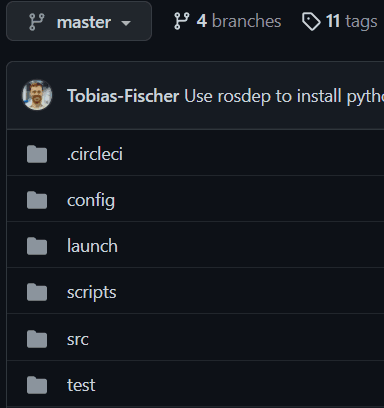 master 4 branches 11 tags
Tobias-Fischer Use rosdep to install pytho
.circleci
config
launch
scripts
src
test